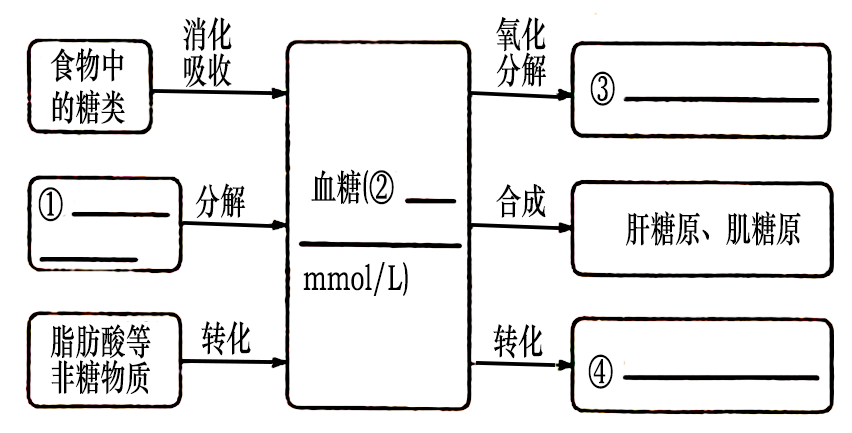 食物中
的糖类
消化
吸收
①
分解
脂肪酸等
非糖物质
转化
血糖(②
mmol/L)
氧化
分解
③
合成
肝糖原、肌糖原
转化
④